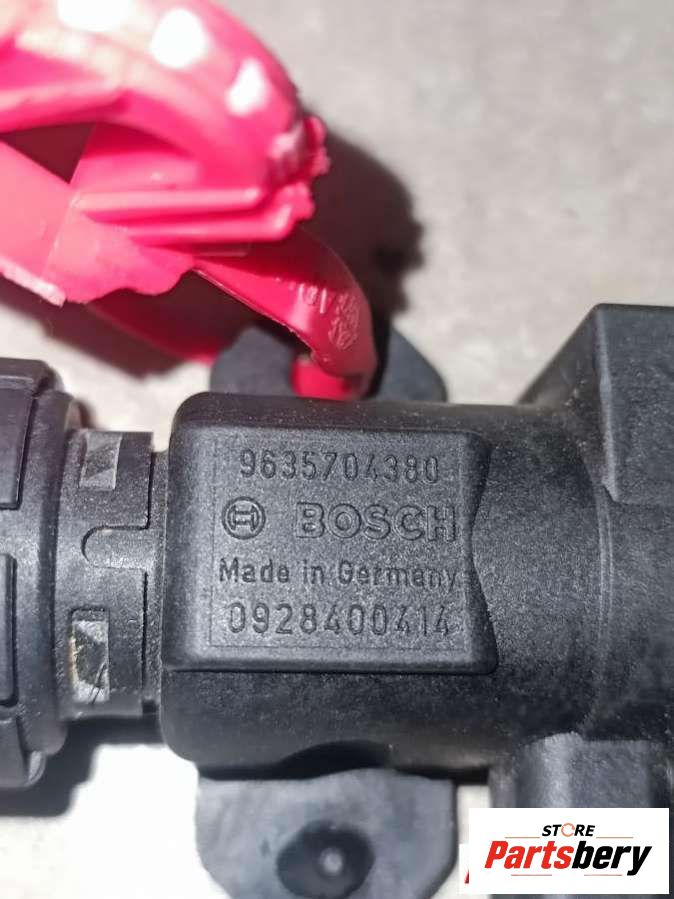 9635704380
BOSCH
Made in Germany
0928400414
STORE
Partsbery